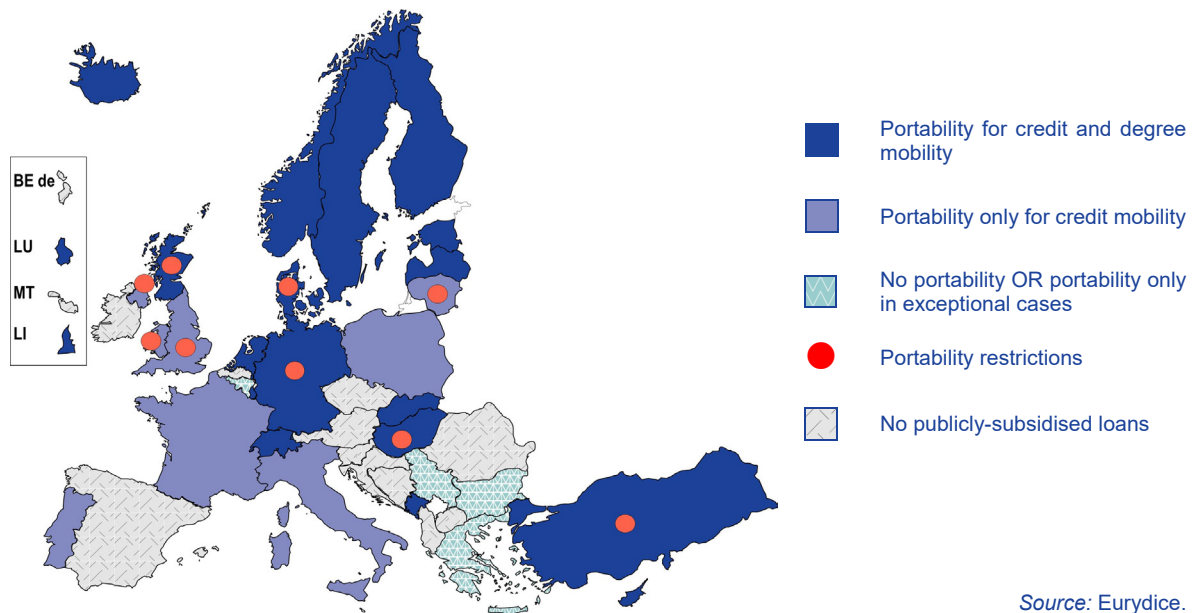 BE de
LU
MT
LI
Portability for credit and degree
mobility
Portability only for credit mobility
No portability OR portability only
in exceptional cases
Portability restrictions
No publicly-subsidised loans
Source: Eurydice.